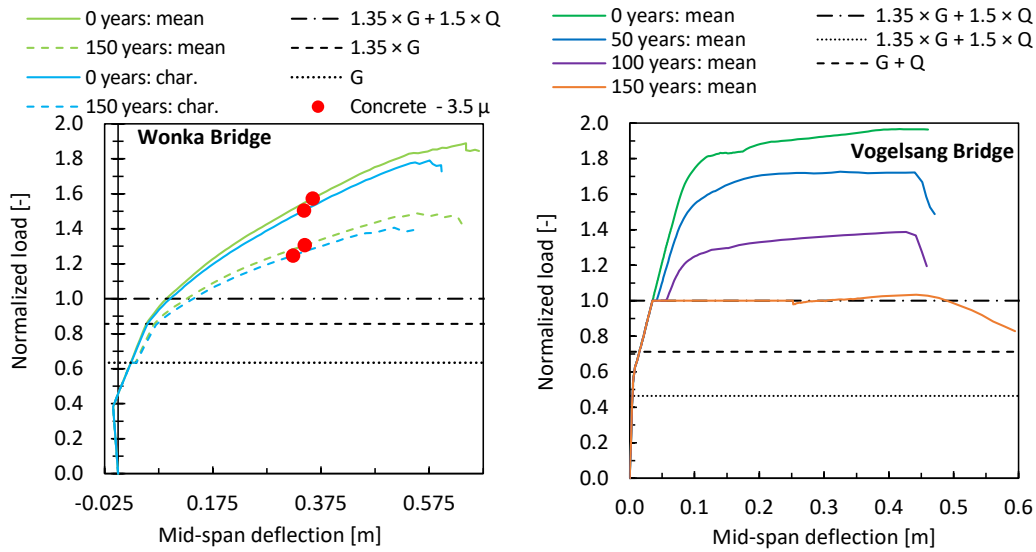 0 years: mean
1.35 × G + 1.5 × Q
150 years: mean
1.35 × G
0 years: char.
G
150 years: char.
Concrete - 3.5 µ
Wonka Bridge
Normalized load [-]
2.0
1.8
1.6
1.4
1.2
1.0
0.8
0.6
0.4
0.2
0.0
-0.025 0.175 0.375 0.575
Mid-span deflection [m]
0 years: mean
1.35 × G + 1.5 × Q
50 years: mean
1.35 × G + 1.5 × Q
100 years: mean
G + Q
150 years: mean
Vogelsang Bridge
Normalized load [-]
2.0
1.8
1.6
1.4
1.2
1.0
0.8
0.6
0.4
0.2
0.0
0.0 0.1 0.2 0.3 0.4 0.5 0.6
Mid-span deflection [m]